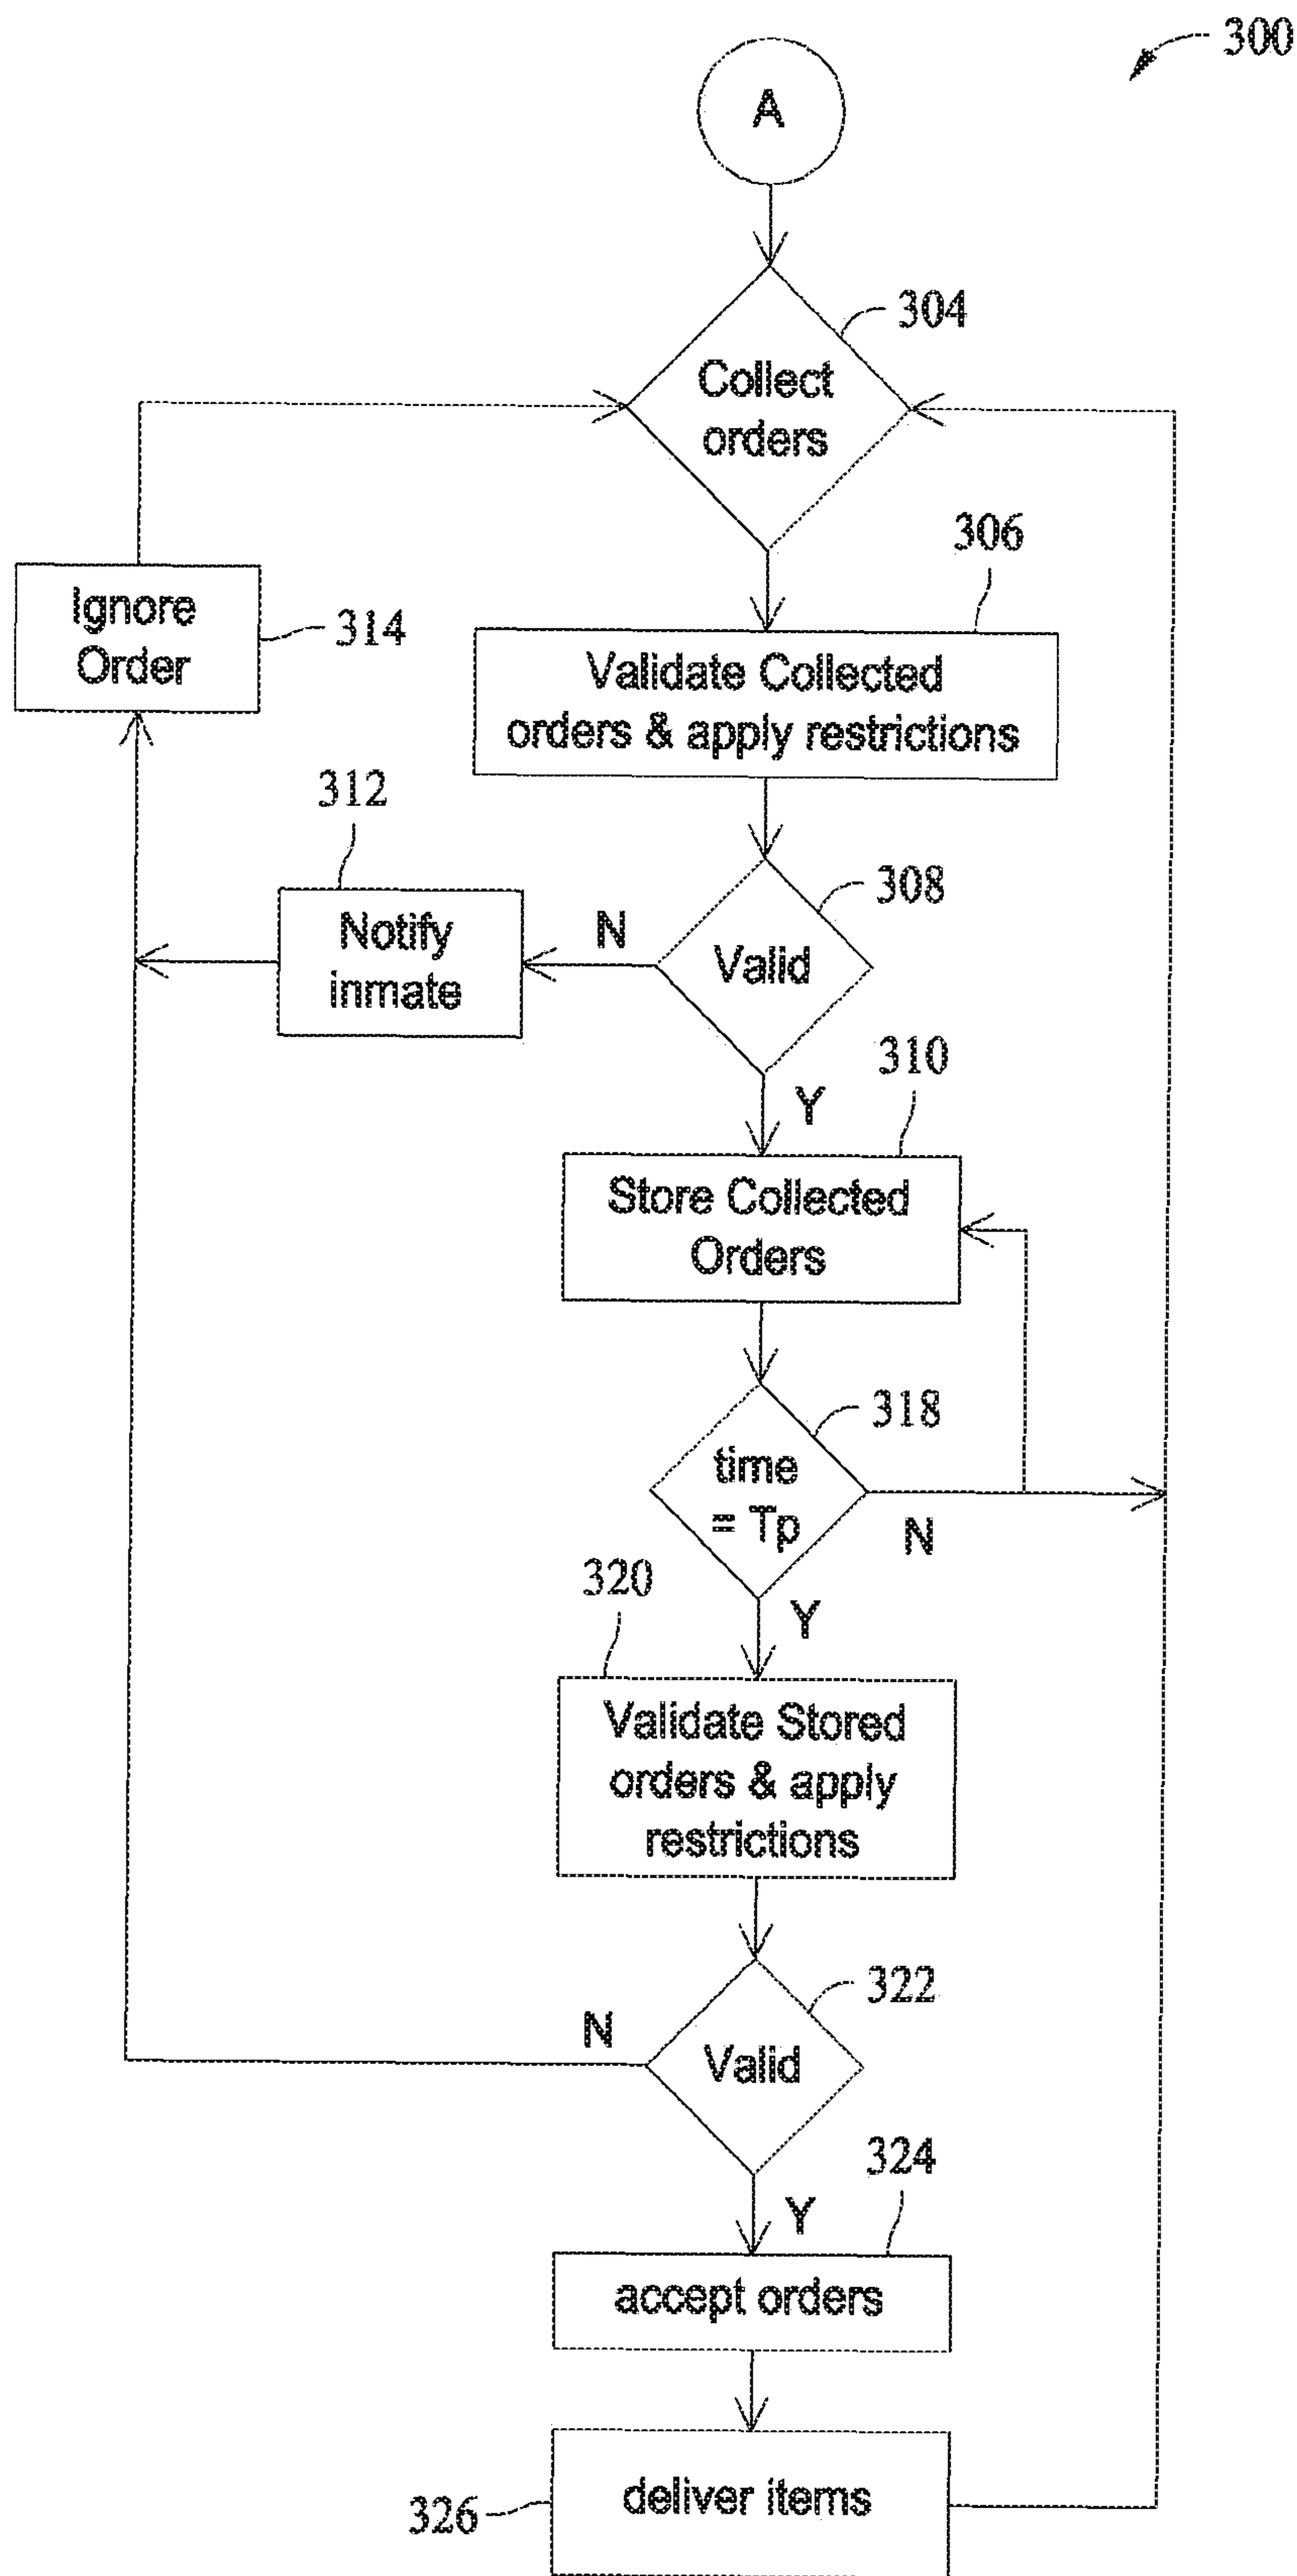 300
A
304
Collect
orders
306
Ignore
Order
314
Validate Collected
orders & apply restrictions
312
308
Notify
inmate
N
Valid
310
Y
Store Collected
Orders
318
time
= Tp
N
320
Y
Validate Stored
orders & apply
restrictions
322
N
Valid
324
Y
accept orders
deliver items
326